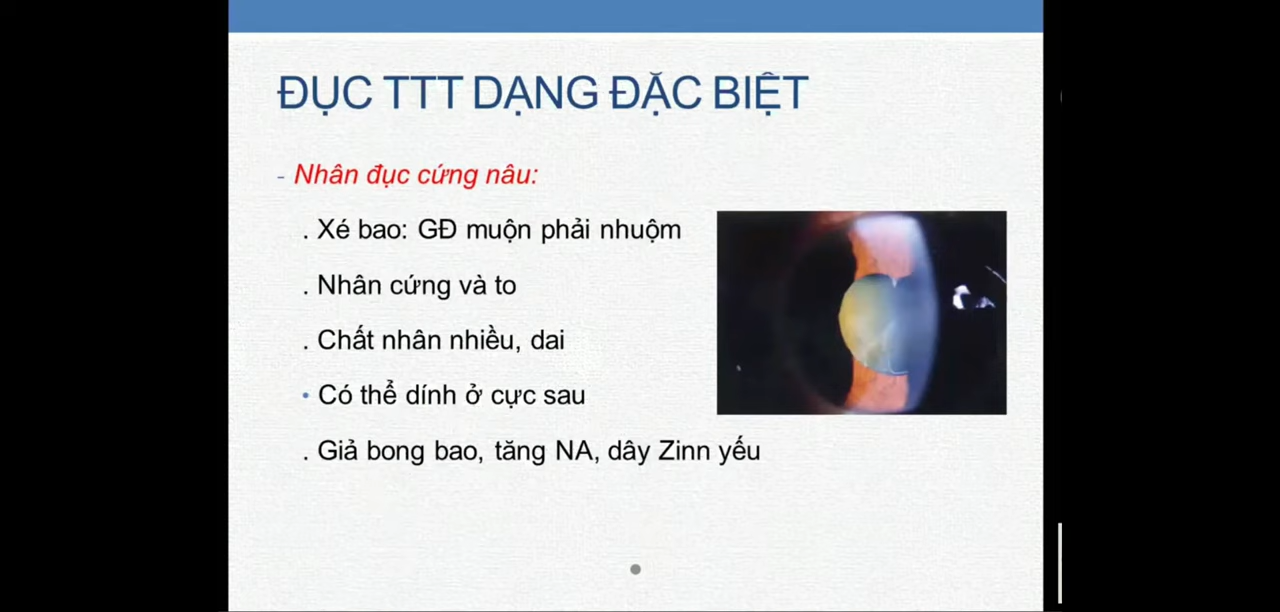 ĐỤC TTT DẠNG ĐẶC BIỆT
- Nhân đục cứng nâu:
. Xé bao: GĐ muộn phải nhuộm
. Nhân cứng và to
. Chất nhân nhiều, dai
• Có thể dính ở cực sau
. Giả bong bao, tăng NA, dây Zinn yếu